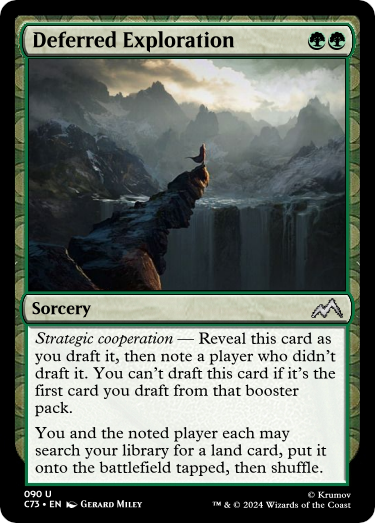 Deferred Exploration
Sorcery
Strategic cooperation — Reveal this card as
you draft it, then note a player who didn't
draft it. You can't draft this card if it's the
first card you draft from that booster
pack.
You and the noted player each may
search your library for a land card, put it
onto the battlefield tapped, then shuffle.
090 U
C73 • EN Gerard Miley
© Krumov
™ & © 2024 Wizards of the Coast